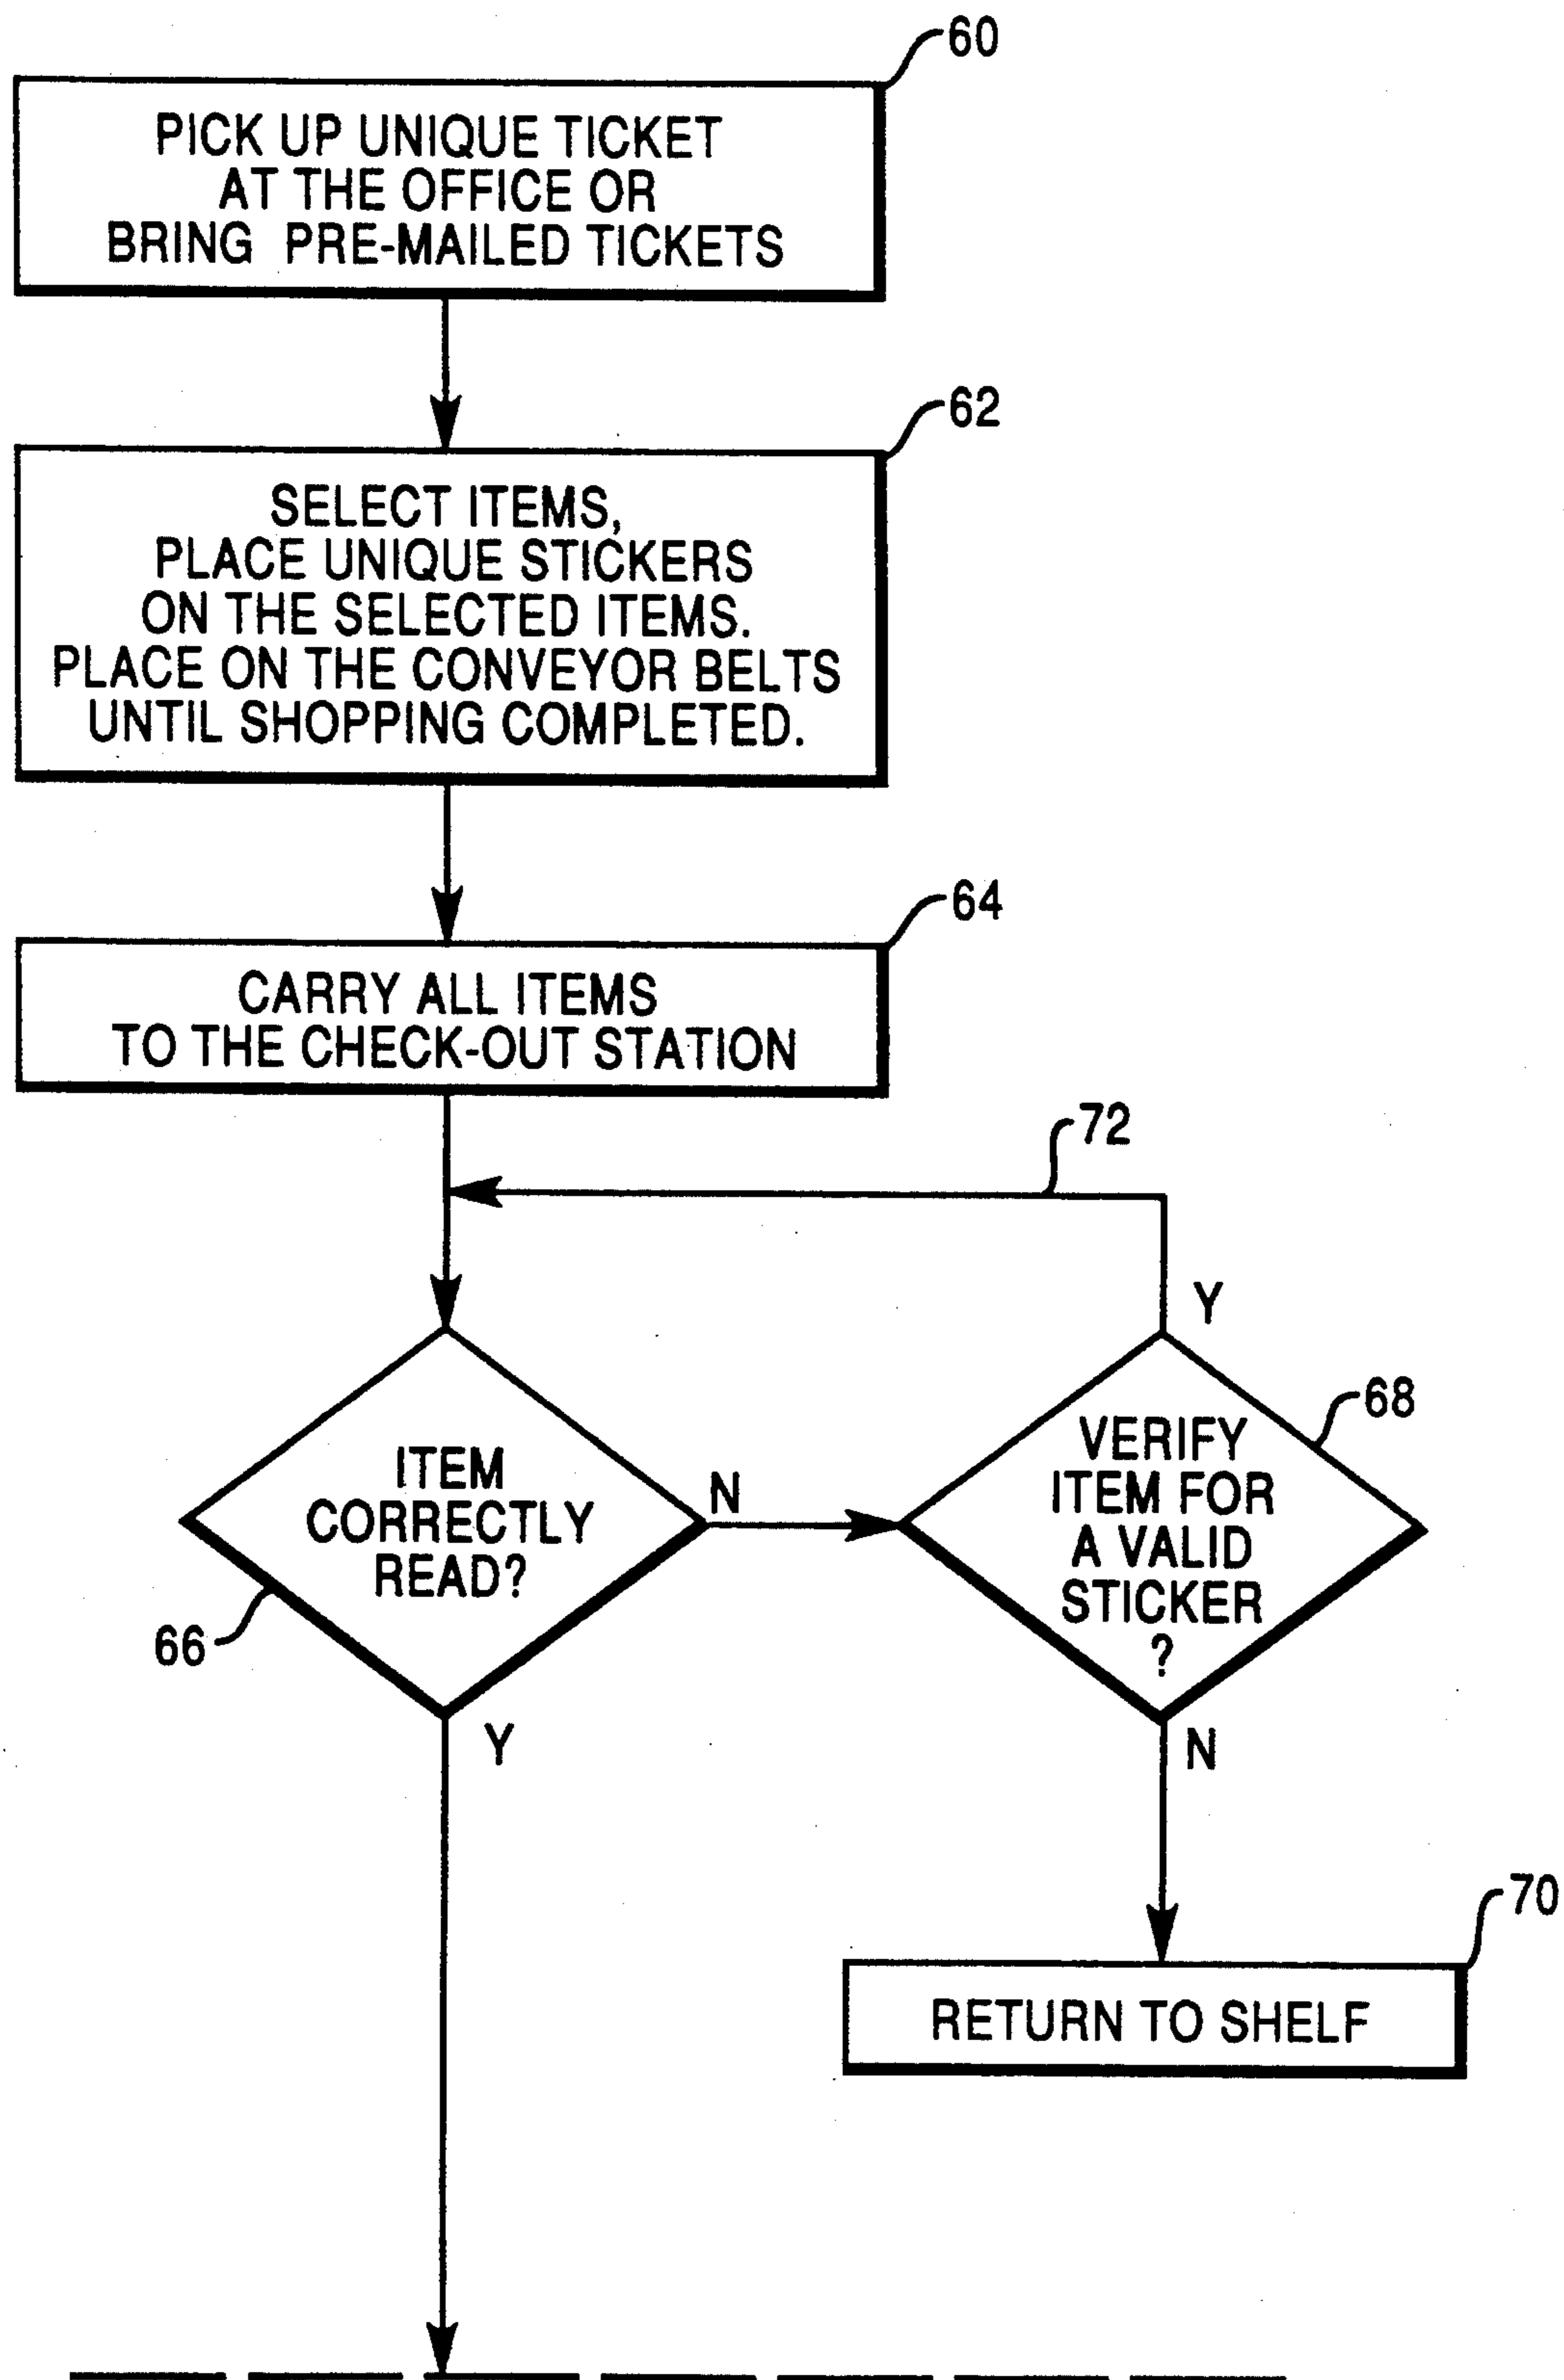 60
PICK UP UNIQUE TICKET
AT THE OFFICE OR
BRING PRE-MAILED TICKETS
62
SELECT ITEMS,
PLACE UNIQUE STICKERS
ON THE SELECTED ITEMS.
PLACE ON THE CONVEYOR BELTS
UNTIL SHOPPING COMPLETED.
64
CARRY ALL ITEMS
TO THE CHECK-OUT STATION
72
Y
68
ITEM
CORRECTLY
READ?
N
VERIFY
ITEM FOR
A VALID
STICKER
?
66
Y
N
70
RETURN TO SHELF